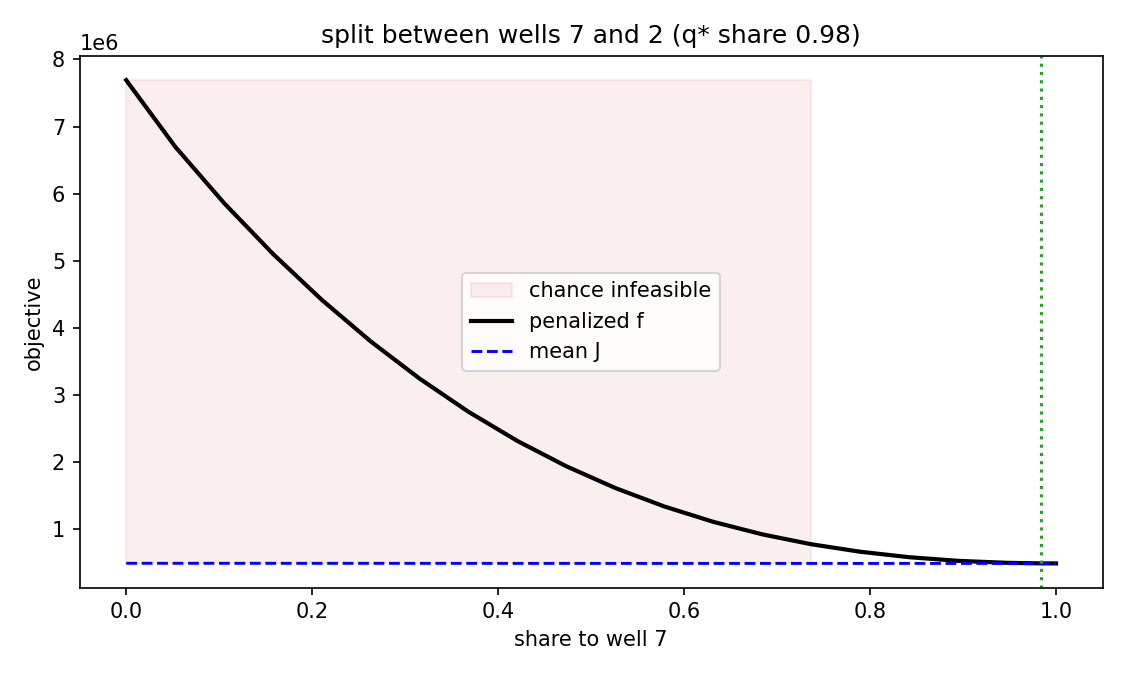 split between wells 7 and 2 (q* share 0.98)
1e6
8
7
6
5
4
3
2
1
objective
chance infeasible
penalized f
mean J
0.0 0.2 0.4 0.6 0.8 1.0
share to well 7